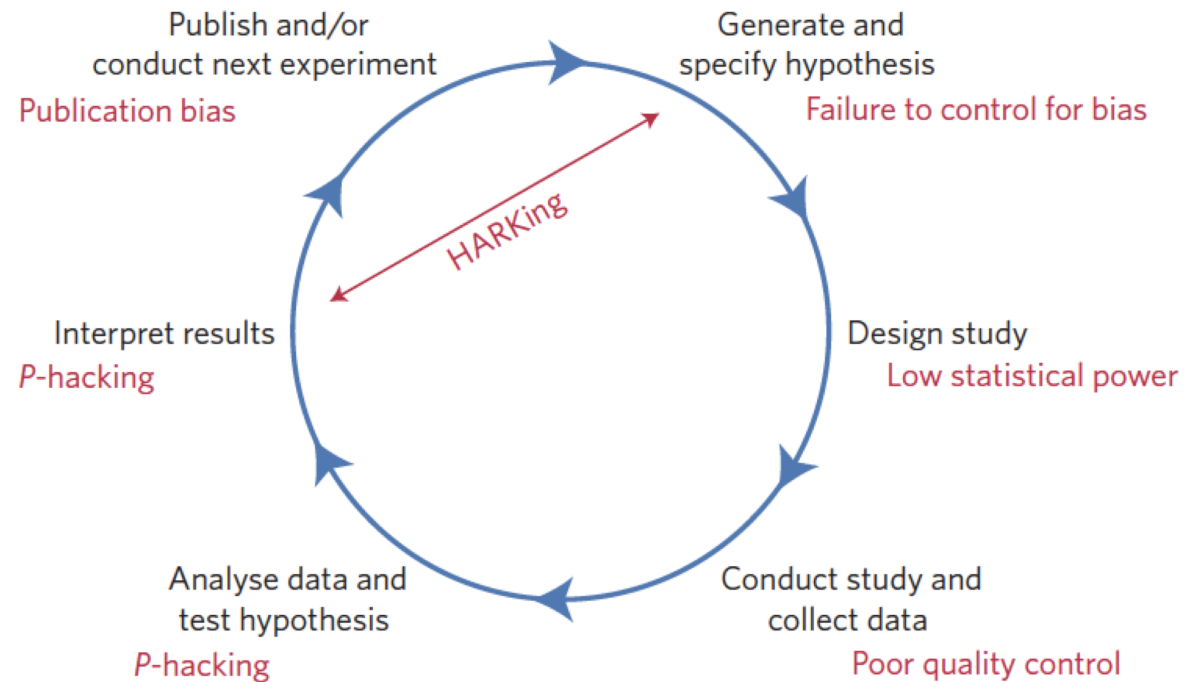 Publish and/or
conduct next experiment
Publication bias
Generate and
specify hypothesis
Failure to control for bias
HARKing
Interpret results
P-hacking
Design study
Low statistical power
Analyse data and
test hypothesis
P-hacking
Conduct study and
collect data
Poor quality control